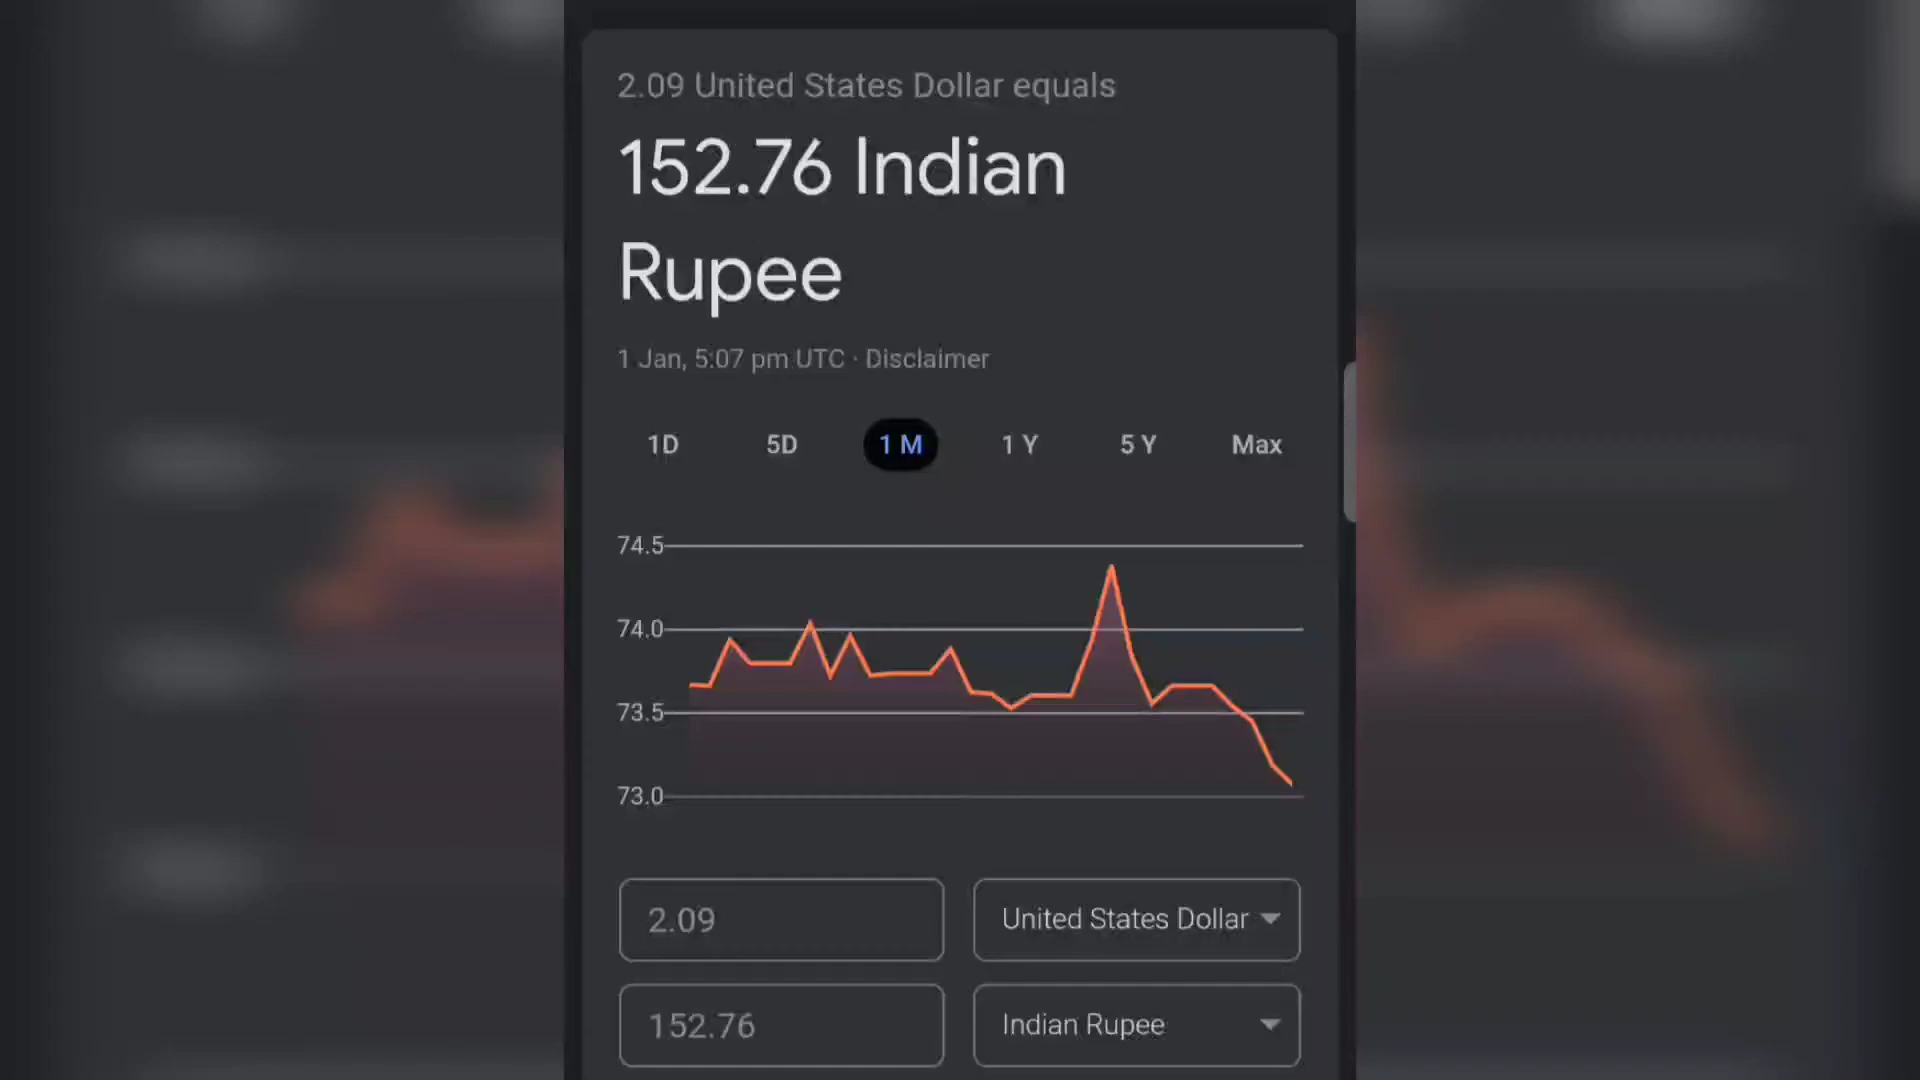 2.09 United States Dollar equals
152.76 Indian
Rupee
1 Jan, 5:07 pm UTC · Disclaimer
1D 5D 1 M 1 Y 5 Y Max
74.5
74.0
73.5
73.0
2.09 United States Dollar
152.76 Indian Rupee